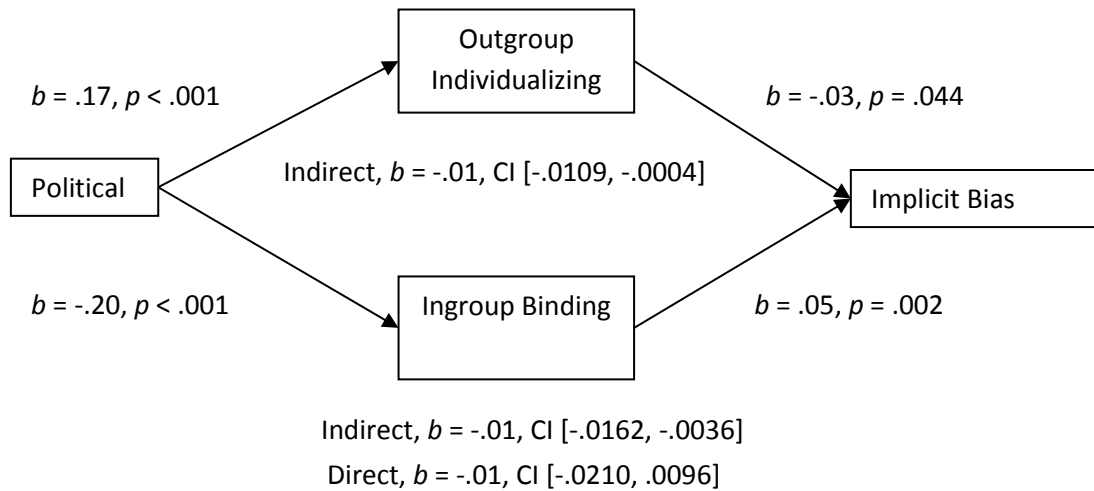 Outgroup
Individualizing
b = .17, p < .001
b = -.03, p = .044
Indirect, b = -.01, CI [-.0109, -.0004]
Political
Implicit Bias
b = -.20, p < .001
Ingroup Binding
b = .05, p = .002
Indirect, b = -.01, CI [-.0162, -.0036]
Direct, b = -.01, CI [-.0210, .0096]